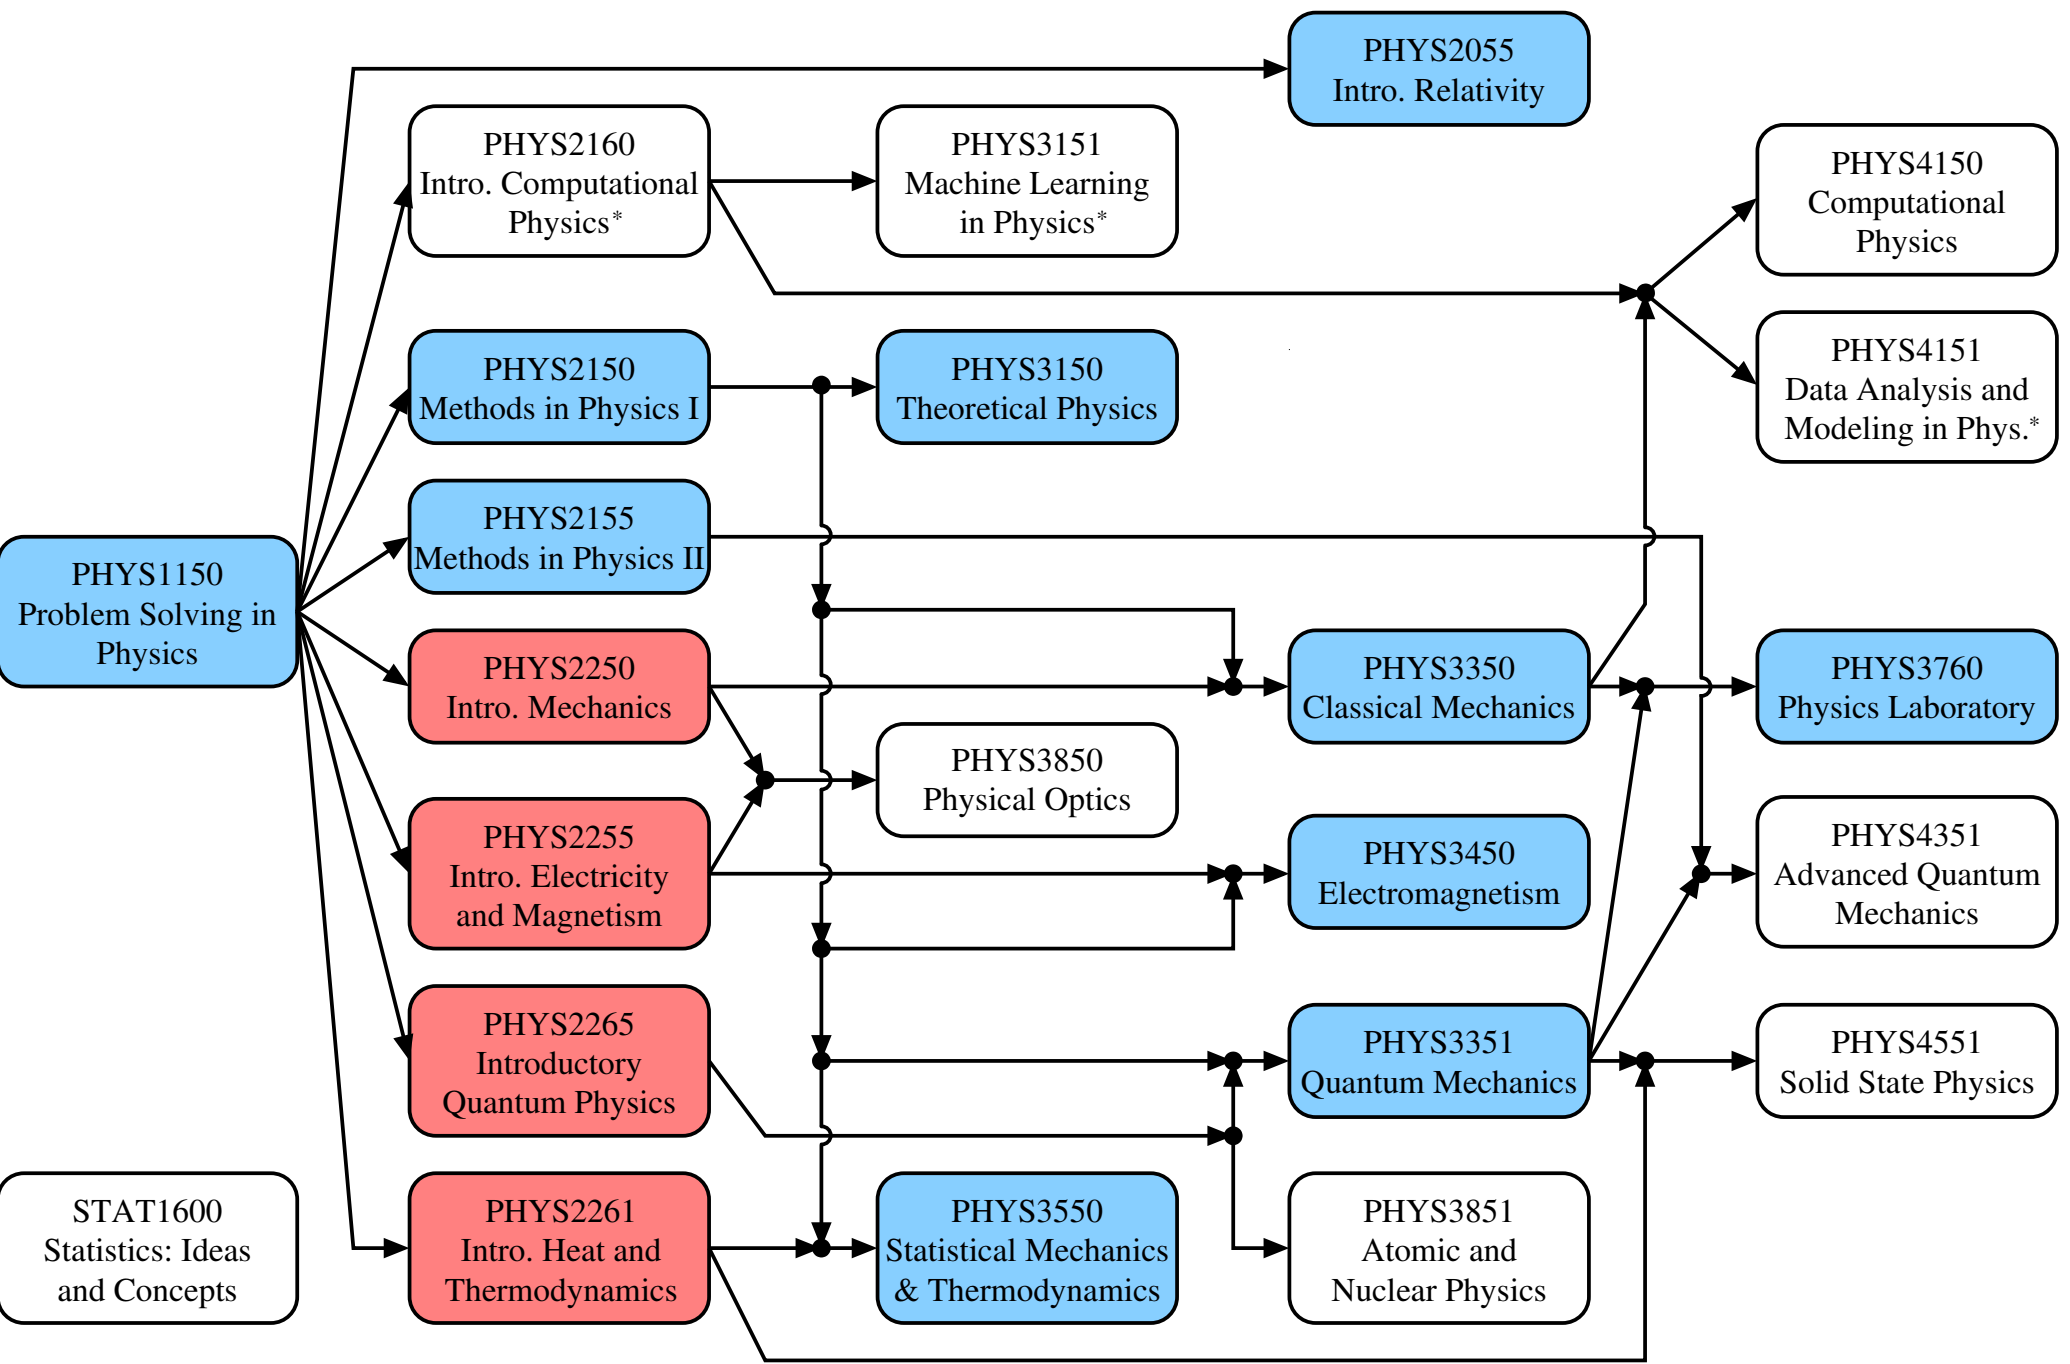 PHYS2055
Intro. Relativity
PHYS2160
Intro. Computational
Physics*
PHYS3151
Machine Learning
in Physics*
PHYS4150
Computational
Physics
PHYS2150
Methods in Physics I
PHYS3150
Theoretical Physics
PHYS4151
Data Analysis and
Modeling in Phys.*
PHYS2155
Methods in Physics II
PHYS1150
Problem Solving in
Physics
PHYS2250
Intro. Mechanics
PHYS3350
Classical Mechanics
PHYS3760
Physics Laboratory
PHYS3850
Physical Optics
PHYS2255
Intro. Electricity
and Magnetism
PHYS3450
Electromagnetism
PHYS4351
Advanced Quantum
Mechanics
PHYS2265
Introductory
Quantum Physics
PHYS3351
Quantum Mechanics
PHYS4551
Solid State Physics
STAT1600
Statistics: Ideas
and Concepts
PHYS2261
Intro. Heat and
Thermodynamics
PHYS3550
Statistical Mechanics
& Thermodynamics
PHYS3851
Atomic and
Nuclear Physics